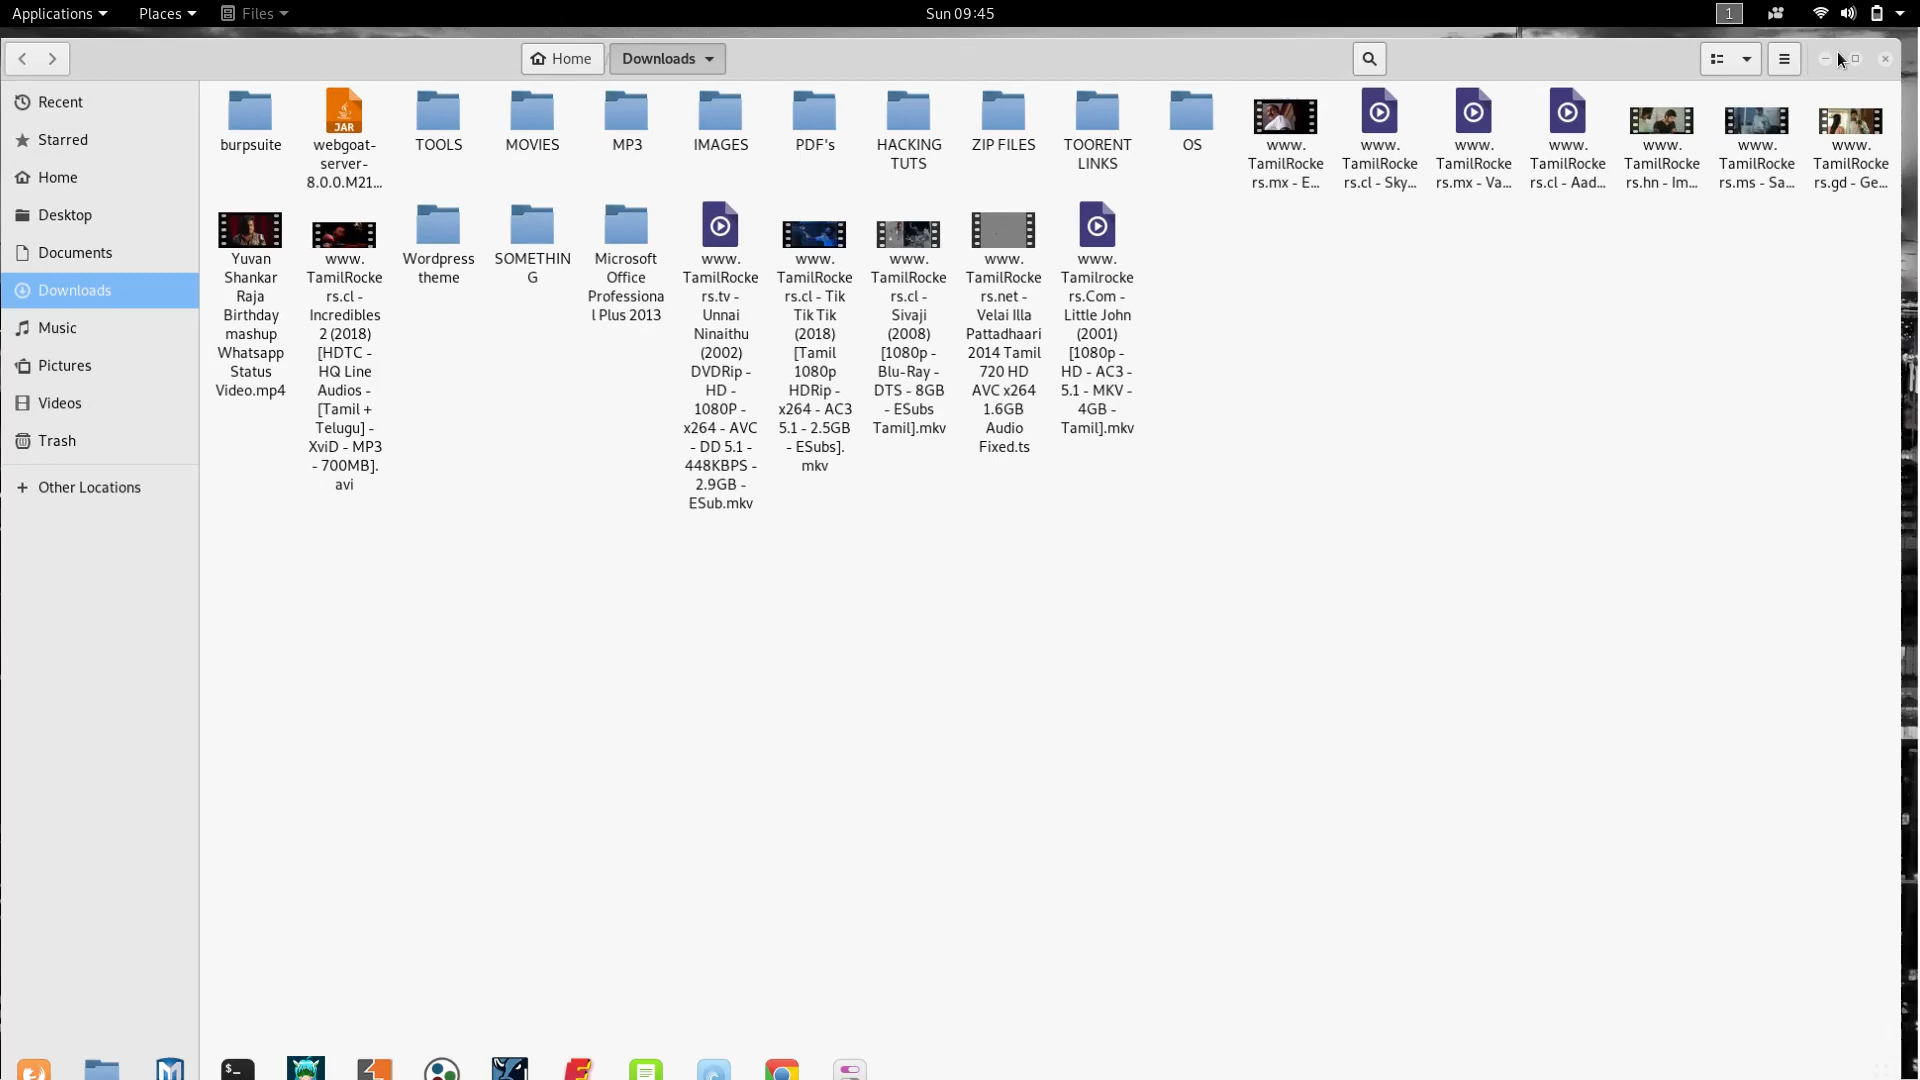 Applications Places Files Sun 09:45 1
Home Downloads
Recent
Starred
Home
Desktop
Documents
Downloads
Music
Pictures
Videos
Trash
+ Other Locations
burpsuite
JAR
webgoat-
server-
8.0.0.M21...
TOOLS
MOVIES
MP3
IMAGES
PDF's
HACKING
TUTS
ZIP FILES
TOORENT
LINKS
OS
www.
TamilRocke
rs.mx - E...
www.
TamilRocke
rs.cl - Sky...
www.
TamilRocke
rs.mx - Va...
www.
TamilRocke
rs.cl - Aad...
www.
TamilRocke
rs.hn - Im...
www.
TamilRocke
rs.ms - Sa...
www.
TamilRocke
rs.gd - Ge...
Yuvan
Shankar
Raja
Birthday
mashup
Whatsapp
Status
Video.mp4
www.
TamilRocke
rs.cl -
Incredibles
2 (2018)
[HDTC -
HQ Line
Audios -
[Tamil +
Telugu] -
XviD - MP3
- 700MB].
avi
Wordpress
theme
SOMETHIN
G
Microsoft
Office
Professiona
l Plus 2013
www.
TamilRocke
rs.tv -
Unnai
Ninaithu
(2002)
DVDRip -
HD -
1080P -
x264 - AVC
- DD 5.1 -
448KBPS -
2.9GB -
ESub.mkv
www.
TamilRocke
rs.cl - Tik
Tik Tik
(2018)
[Tamil
1080p
HDRip -
x264 - AC3
5.1 - 2.5GB
- ESubs].
mkv
www.
TamilRocke
rs.cl -
Sivaji
(2008)
[1080p -
Blu-Ray -
DTS - 8GB
- ESubs
Tamil].mkv
www.
TamilRocke
rs.net -
Velai Illa
Pattadhaari
2014 Tamil
720 HD
AVC x264
1.6GB
Audio
Fixed.ts
www.
Tamilrocke
rs.Com -
Little John
(2001)
[1080p -
HD - AC3 -
5.1 - MKV -
4GB -
Tamil].mkv